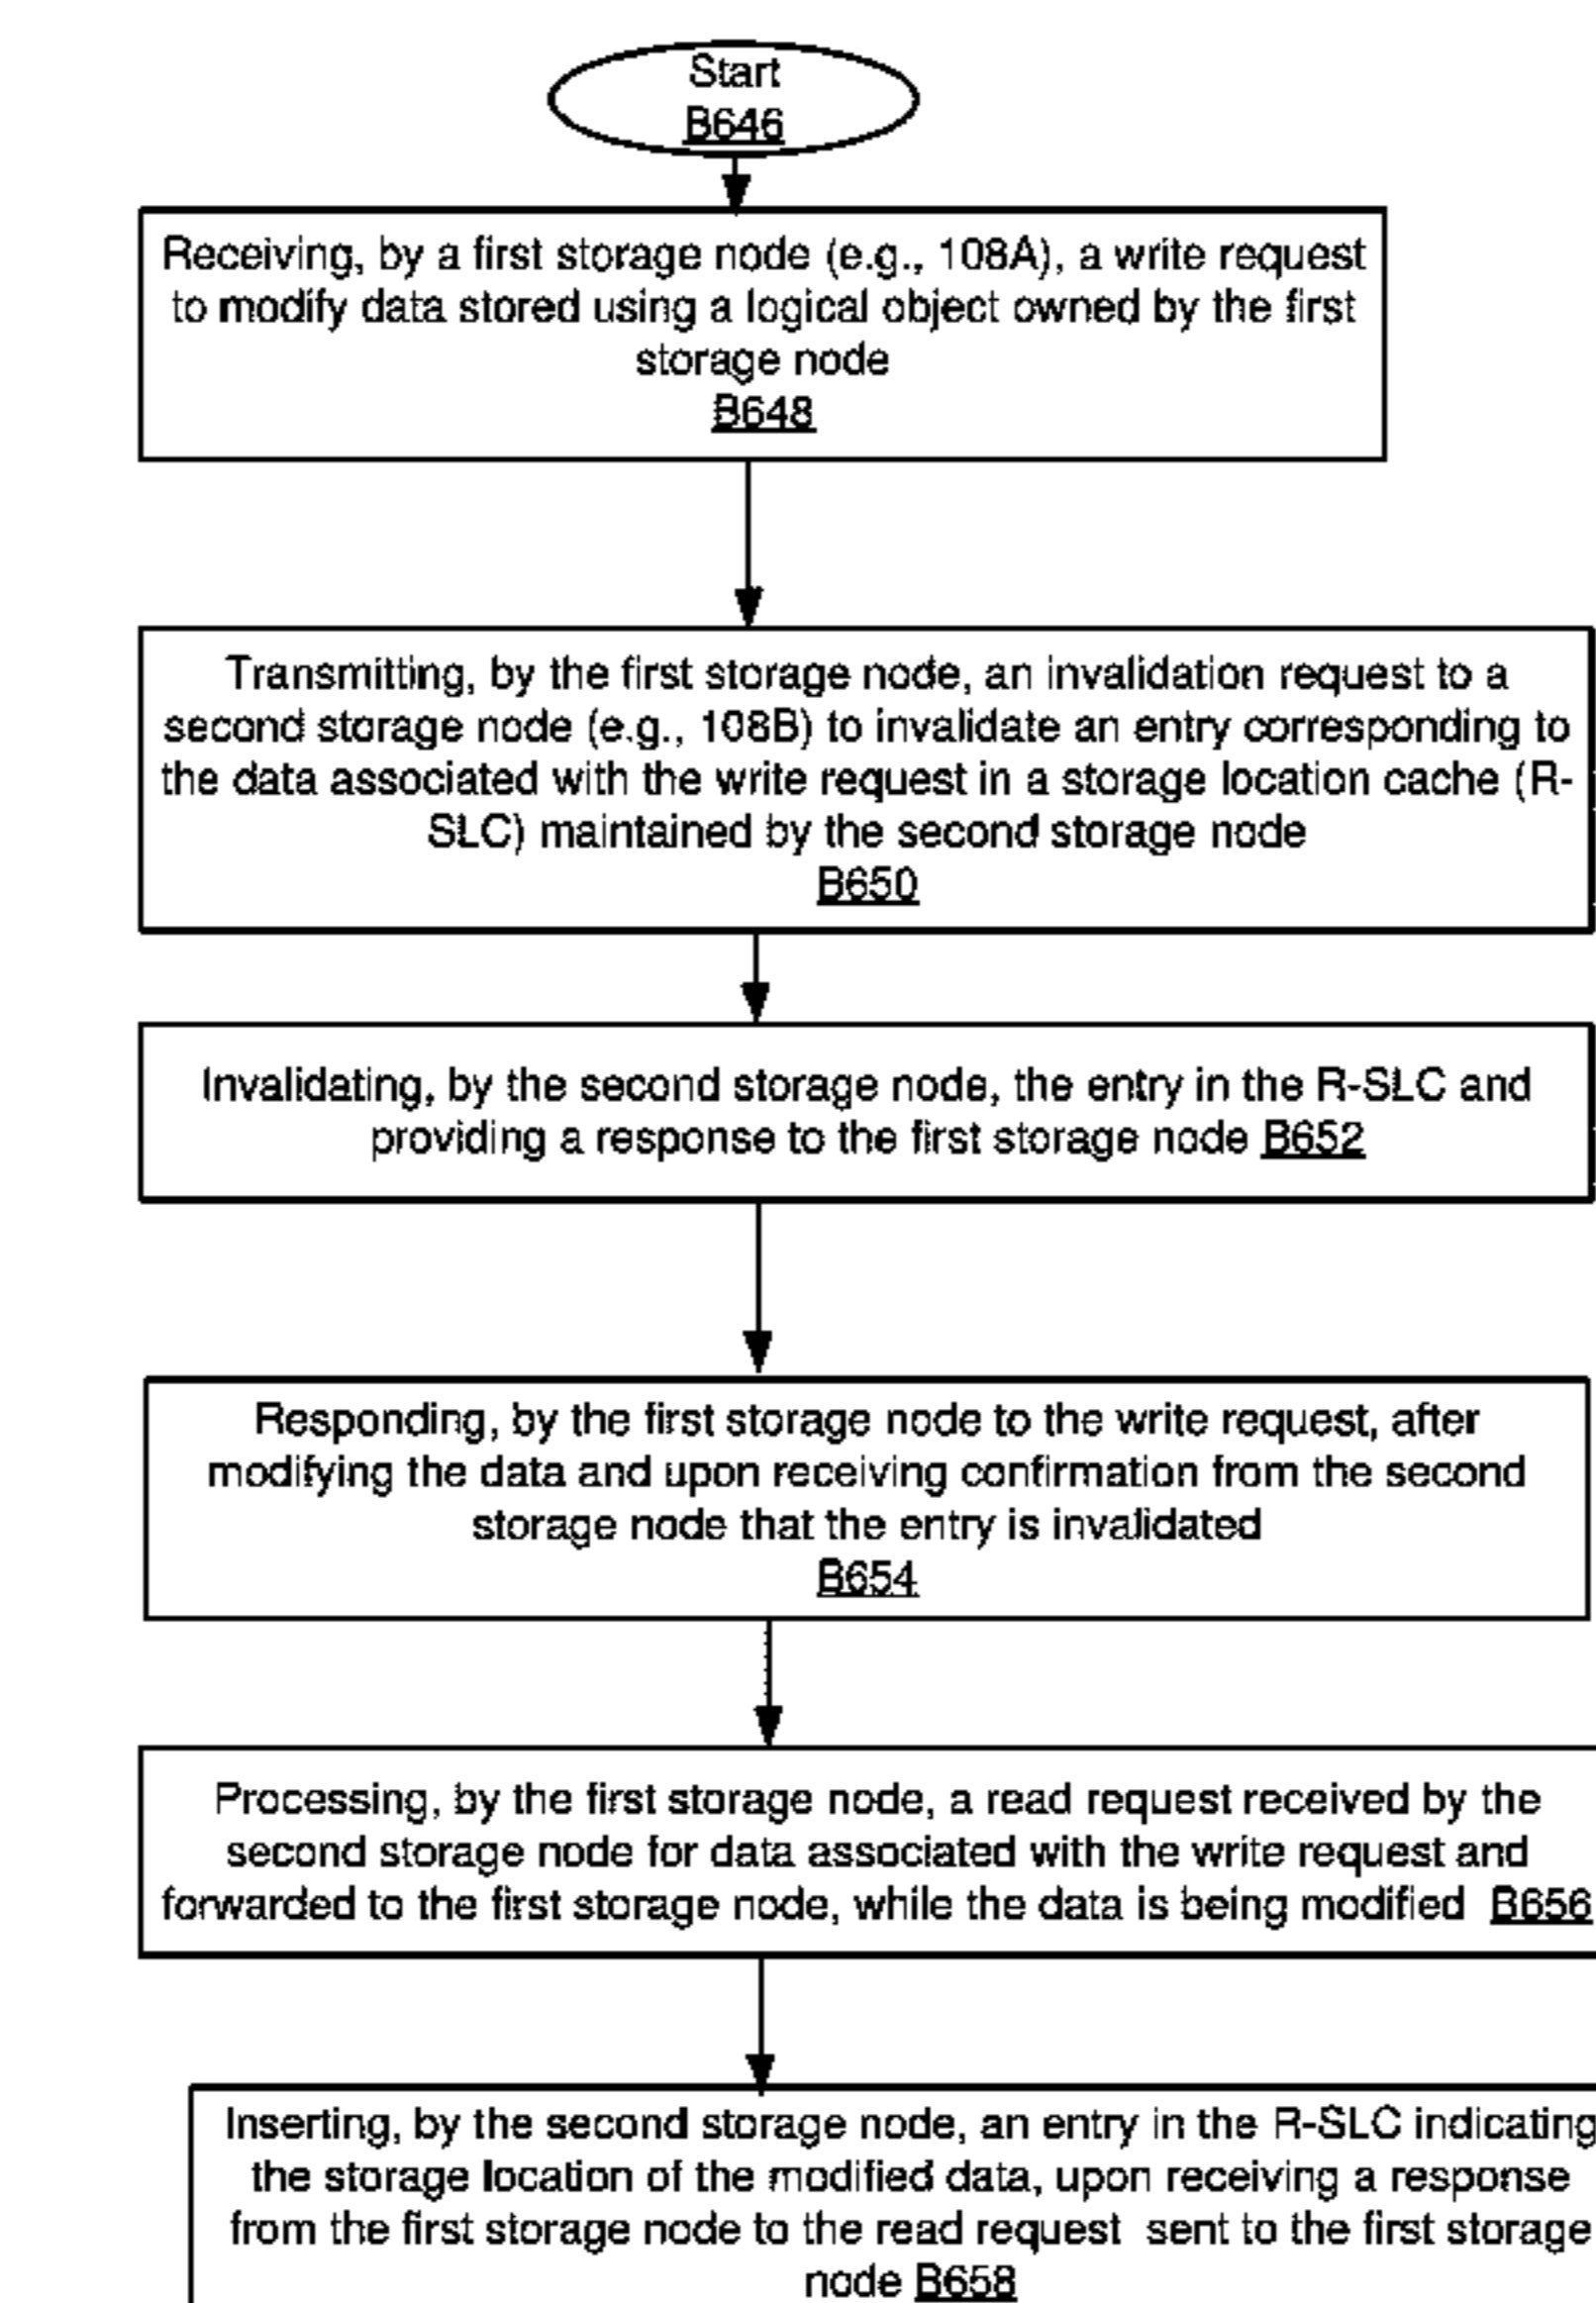 Start
B646
Receiving, by a first storage node (e.g., 108A), a write request
to modify data stored using a logical object owned by the first
storage node
B648
Transmitting, by the first storage node, an invalidation request to a
second storage node (e.g., 108B) to invalidate an entry corresponding to
the data associated with the write request in a storage location cache (R-
SLC) maintained by the second storage node
B650
Invalidating, by the second storage node, the entry in the R-SLC and
providing a response to the first storage node B652
Responding, by the first storage node to the write request, after
modifying the data and upon receiving confirmation from the second
storage node that the entry is invalidated
B654
Processing, by the first storage node, a read request received by the
second storage node for data associated with the write request and
forwarded to the first storage node, while the data is being modified B656
Inserting, by the second storage node, an entry in the R-SLC indicating
the storage location of the modified data, upon receiving a response
from the first storage node to the read request sent to the first storage
node B658